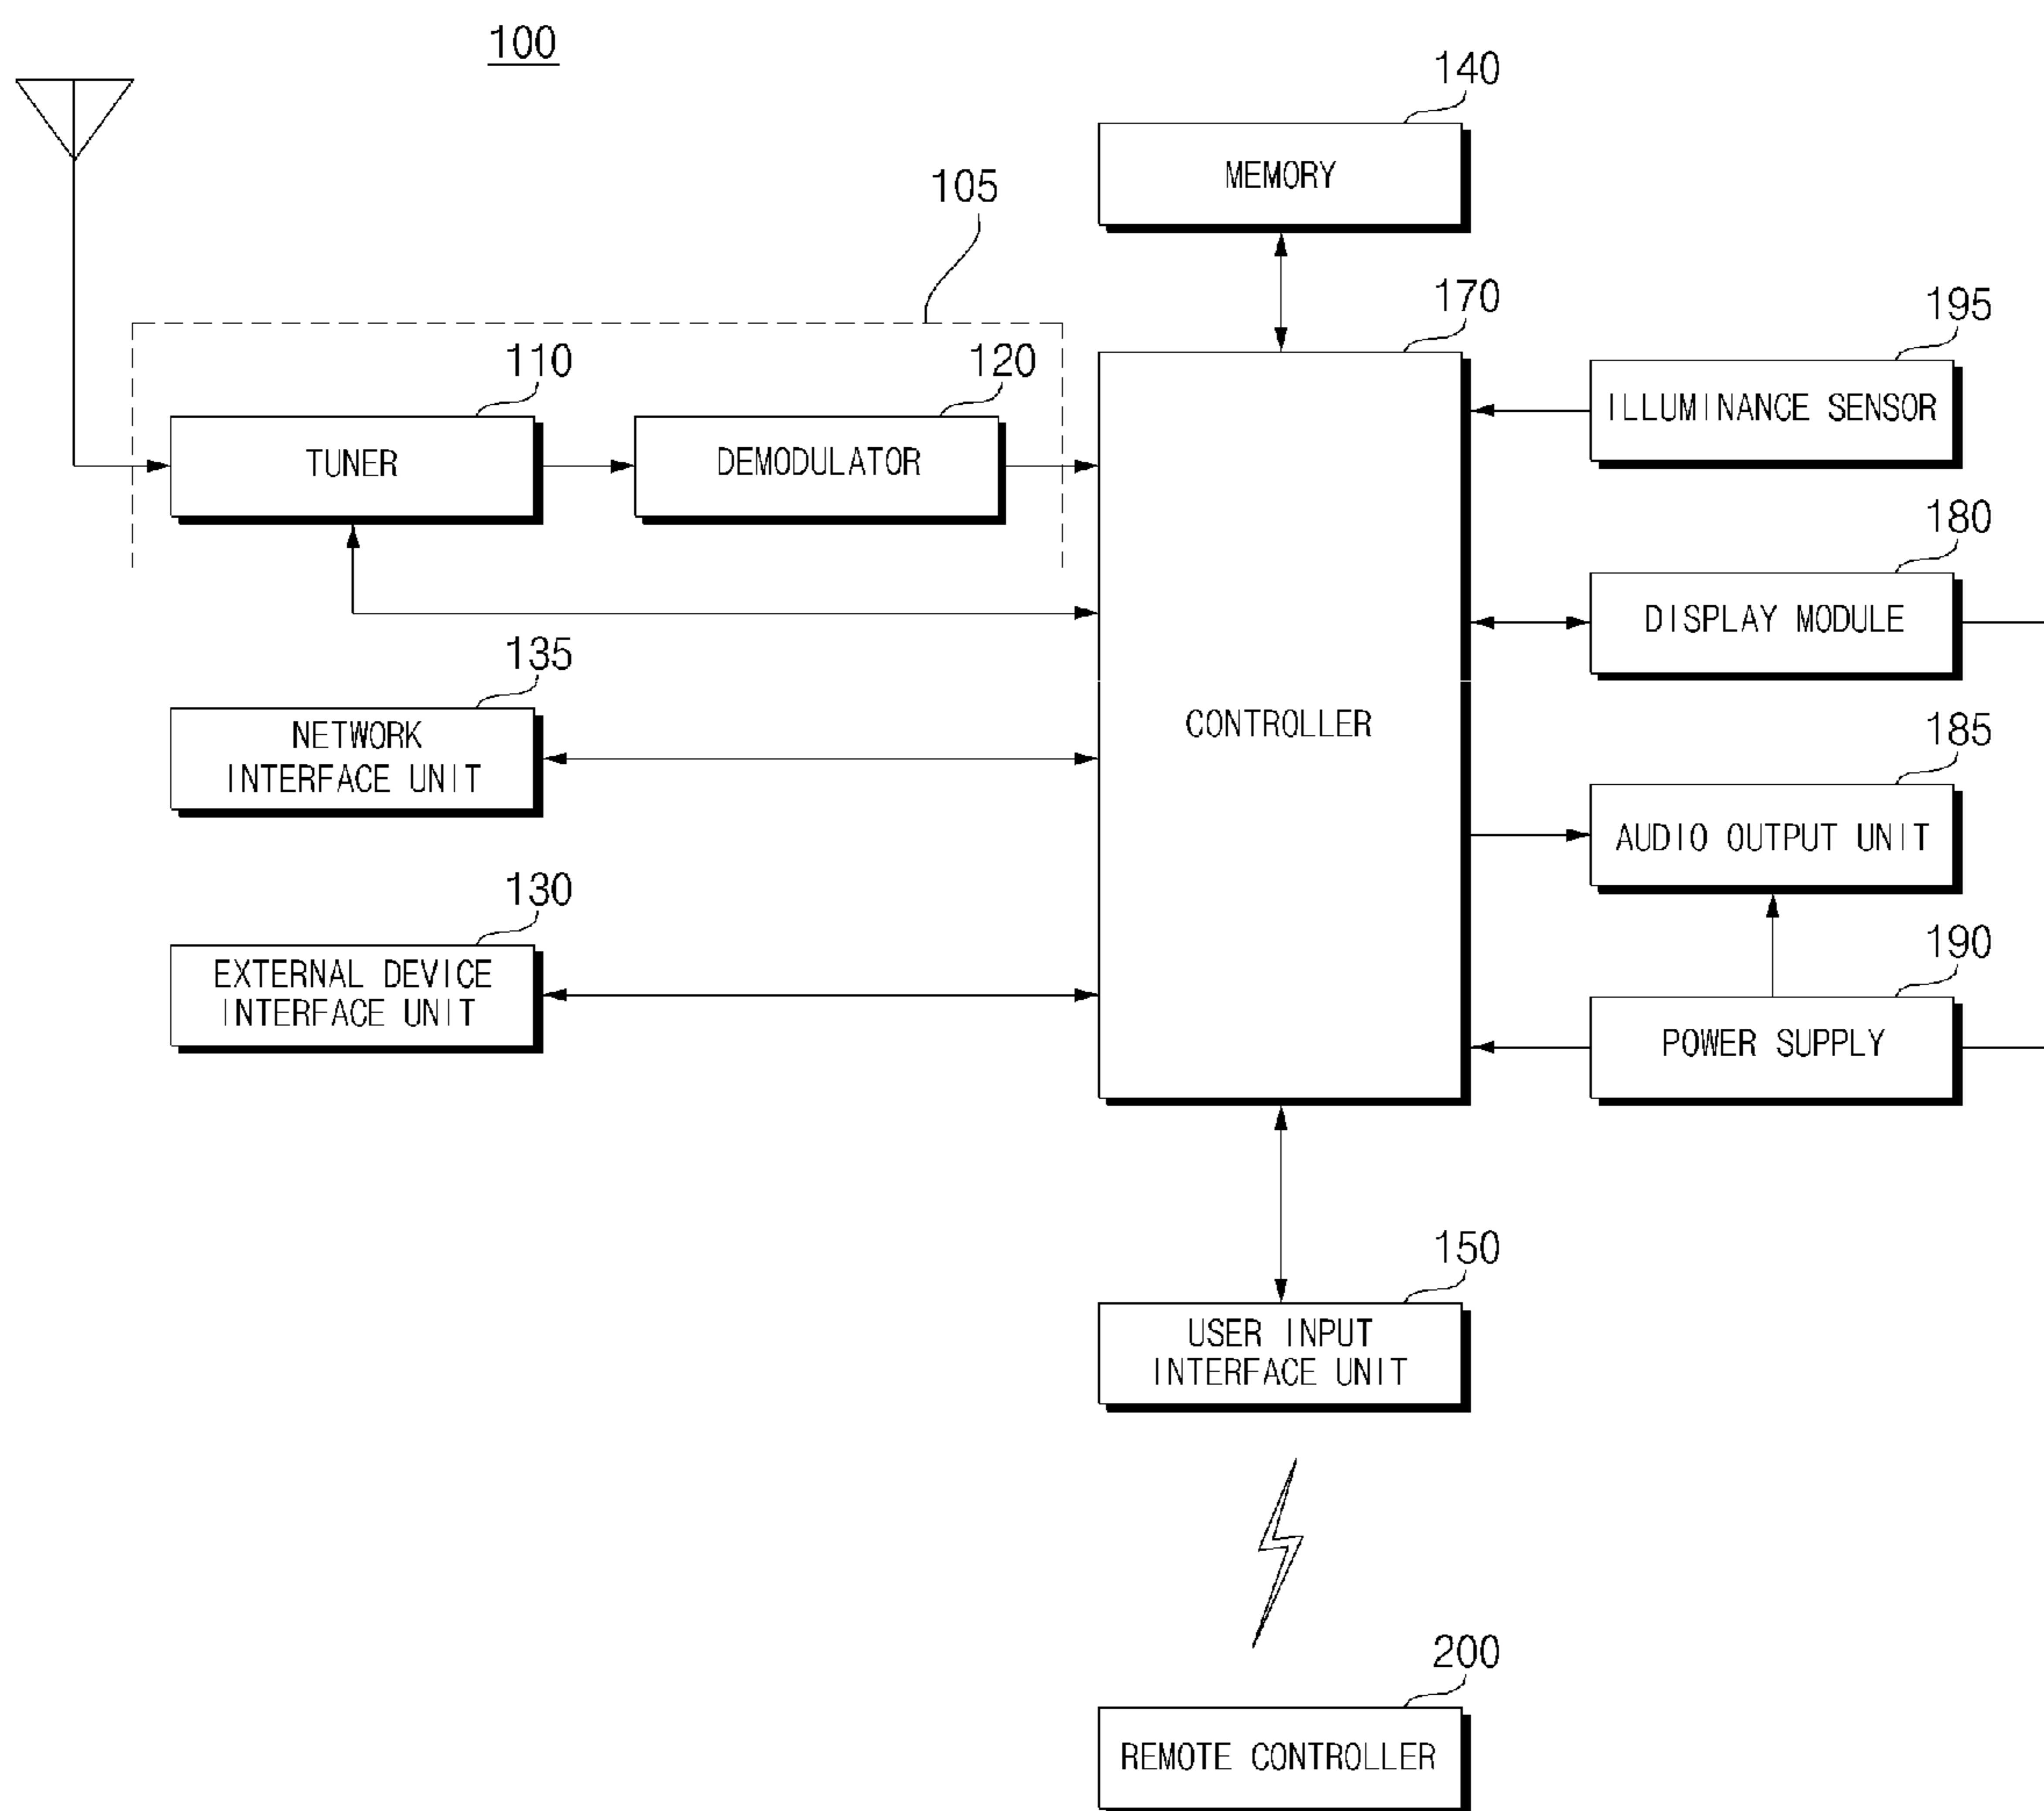 100
140
MEMORY
105
170
195
110
120
ILLUMINANCE SENSOR
TUNER
DEMODULATOR
180
DISPLAY MODULE
135
NETWORK
INTERFACE UNIT
CONTROLLER
185
AUDIO OUTPUT UNIT
130
EXTERNAL DEVICE
INTERFACE UNIT
190
POWER SUPPLY
150
USER INPUT
INTERFACE UNIT
200
REMOTE CONTROLLER